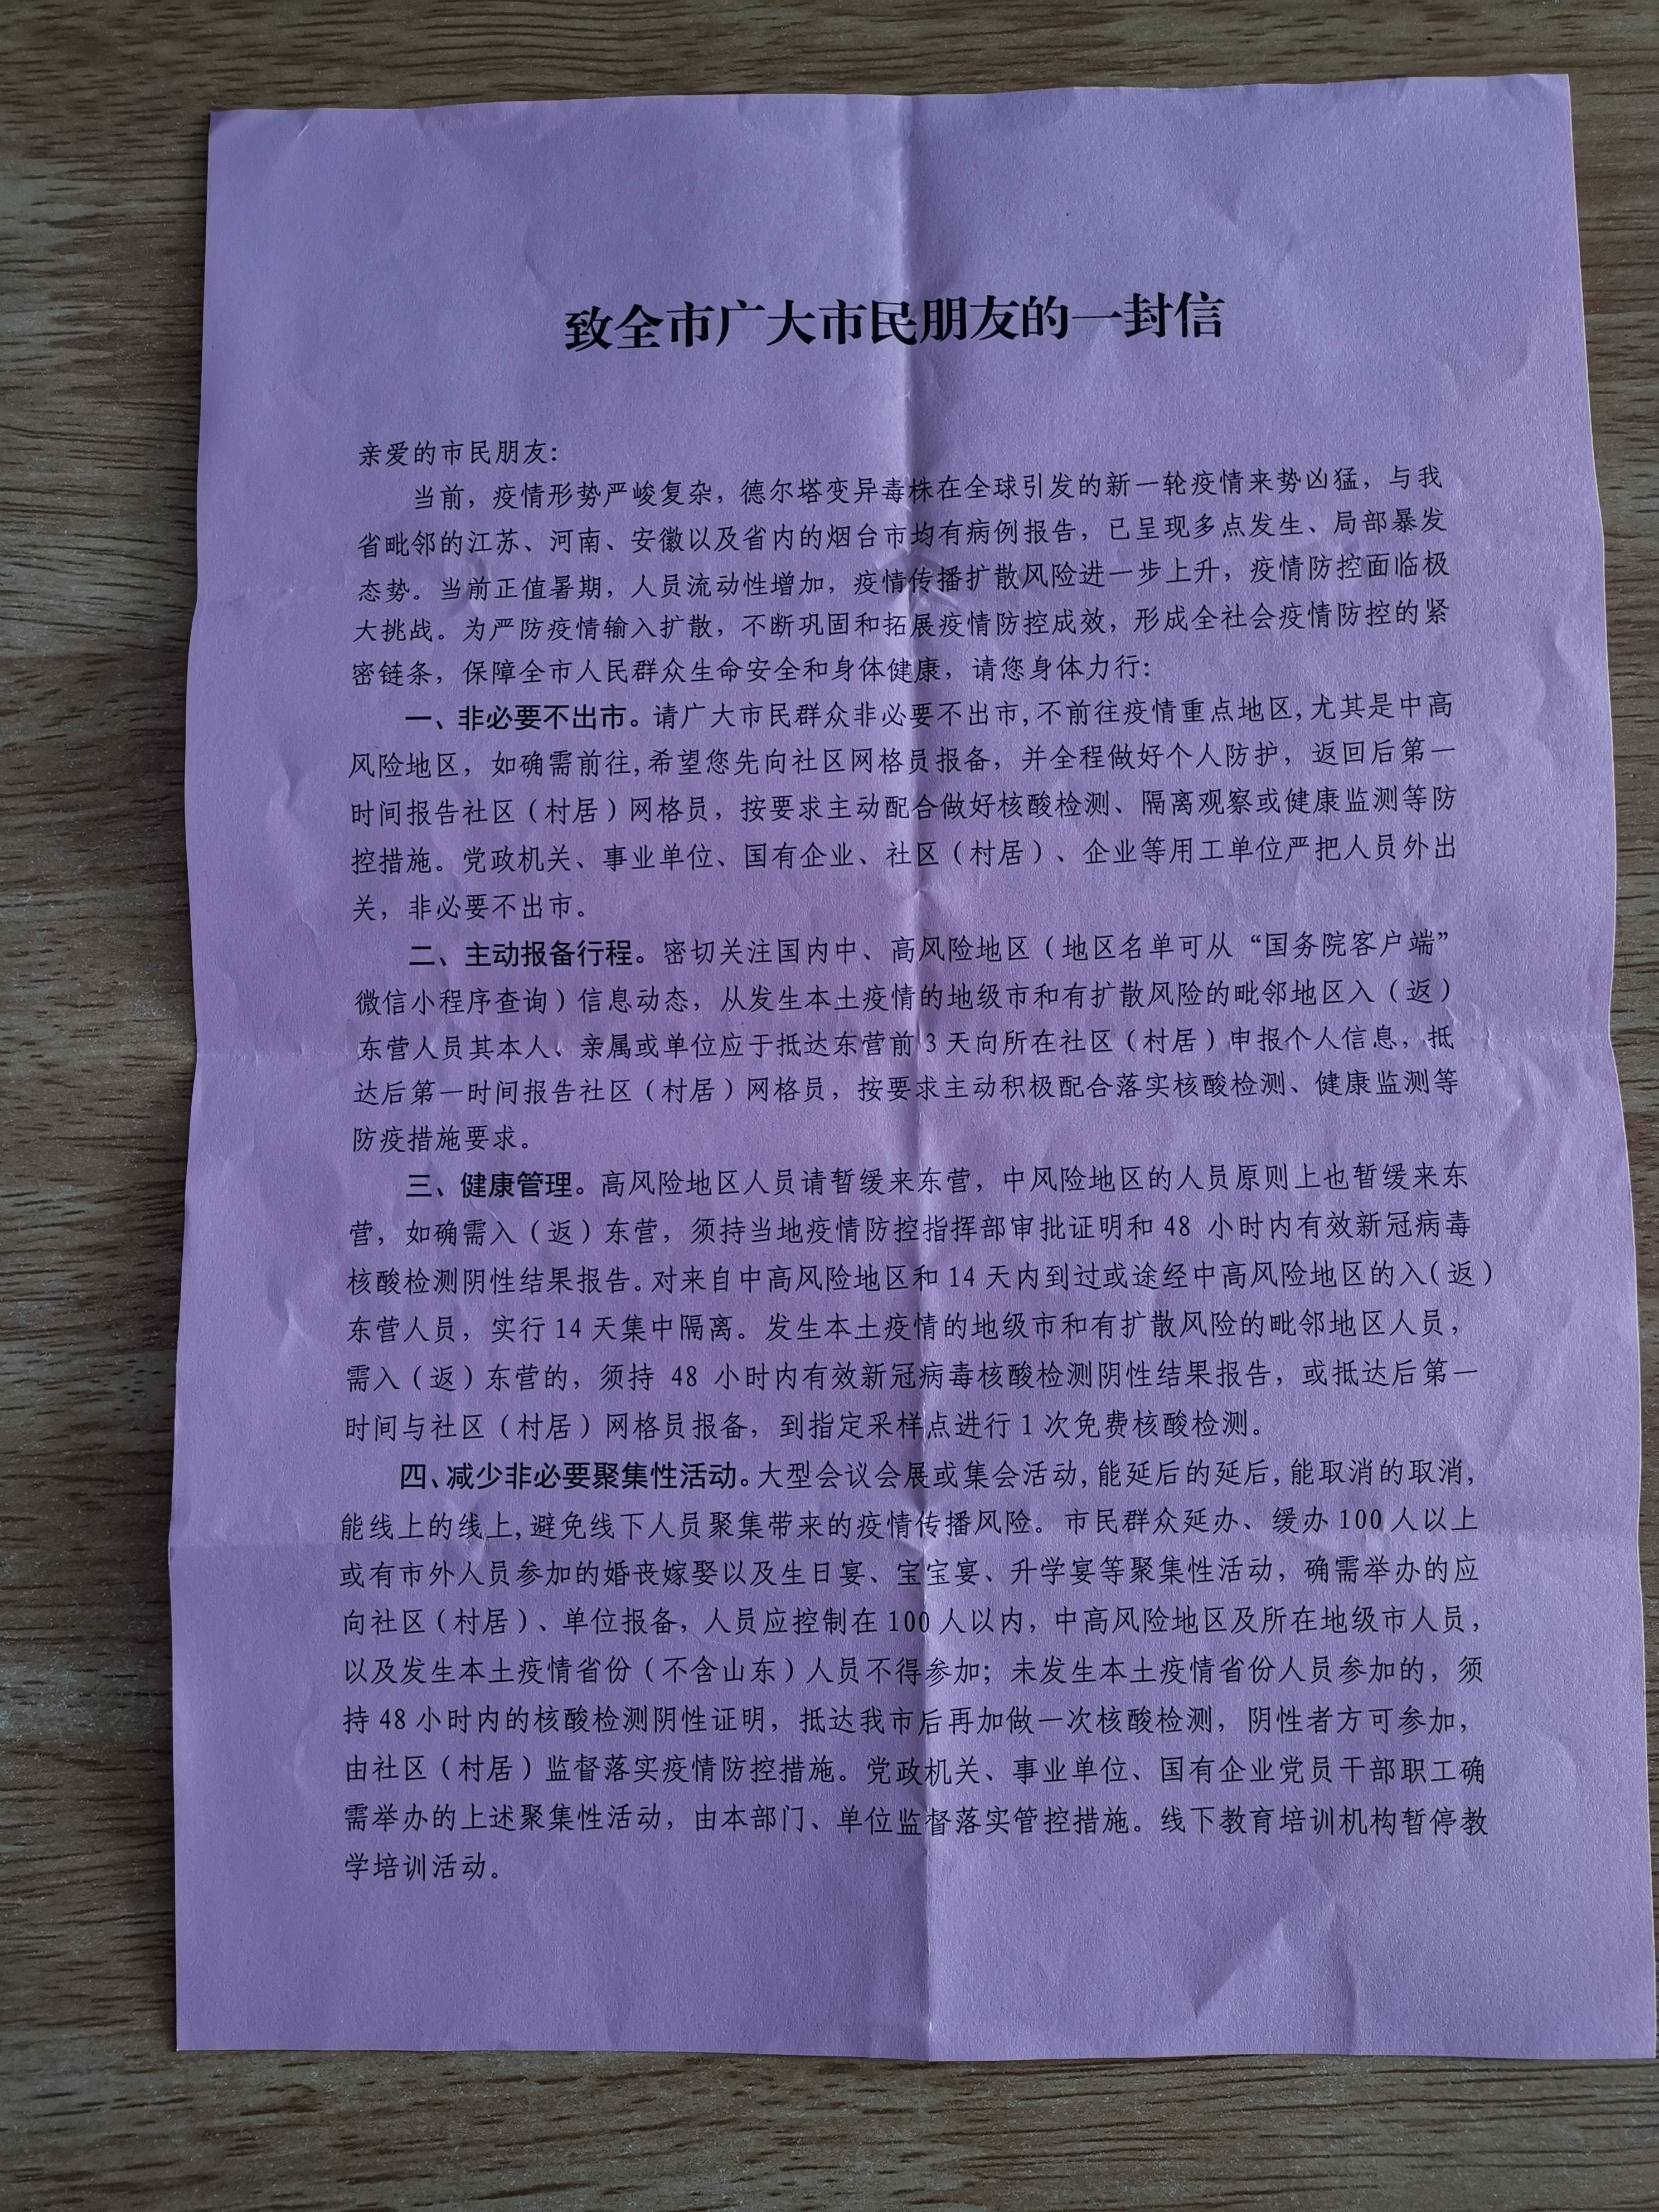 致全市广大市民朋友的一封信
亲爱的市民朋友：
当前，疫情形势严峻复杂，德尔塔变异毒株在全球引发的新一轮疫情来势凶猛，与我
省毗邻的江苏、河南、安徽以及省内的烟台市均有病例报告，已呈现多点发生、局部暴发
态势。当前正值暑期，人员流动性增加，疫情传播扩散风险进一步上升，疫情防控面临极
大挑战。为严防疫情输入扩散，不断巩固和拓展疫情防控成效，形成全社会疫情防控的紧
密链条，保障全市人民群众生命安全和身体健康，请您身体力行：
一、非必要不出市。请广大市民群众非必要不出市，不前往疫情重点地区，尤其是中高
风险地区，如确需前往，希望您先向社区网格员报备，并全程做好个人防护，返回后第一
时间报告社区（村居）网格员，按要求主动配合做好核酸检测、隔离观察或健康监测等防
控措施。党政机关、事业单位、国有企业、社区（村居）、企业等用工单位严把人员外出
关，非必要不出市。
二、主动报备行程。密切关注国内中、高风险地区（地区名单可从“国务院客户端”
微信小程序查询）信息动态，从发生本土疫情的地级市和有扩散风险的毗邻地区入（返）
东营人员其本人、亲属或单位应于抵达东营前3天向所在社区（村居）申报个人信息，抵
达后第一时间报告社区（村居）网格员，按要求主动积极配合落实核酸检测、健康监测等
防疫措施要求。
三、健康管理。高风险地区人员请暂缓来东营，中风险地区的人员原则上也暂缓来东
营，如确需入（返）东营，须持当地疫情防控指挥部审批证明和48 小时内有效新冠病毒
核酸检测阴性结果报告。对来自中高风险地区和14天内到过或途经中高风险地区的入（返）
东营人员，实行14天集中隔离。发生本土疫情的地级市和有扩散风险的毗邻地区人员，
需入（返）东营的，须持 48 小时内有效新冠病毒核酸检测阴性结果报告，或抵达后第一
时间与社区（村居）网格员报备，到指定采样点进行1次免费核酸检测。
四、减少非必要聚集性活动。大型会议会展或集会活动，能延后的延后，能取消的取消，
能线上的线上，避免线下人员聚集带来的疫情传播风险。市民群众延办、缓办100人以上
或有市外人员参加的婚丧嫁娶以及生日宴、宝宝宴、升学宴等聚集性活动，确需举办的应
向社区（村居）、单位报备，人员应控制在100人以内，中高风险地区及所在地级市人员，
以及发生本土疫情省份（不含山东）人员不得参加；未发生本土疫情省份人员参加的，须
持48小时内的核酸检测阴性证明，抵达我市后再加做一次核酸检测，阴性者方可参加，
由社区（村居）监督落实疫情防控措施。党政机关、事业单位、国有企业党员干部职工确
需举办的上述聚集性活动，由本部门、单位监督落实管控措施。线下教育培训机构暂停教
学培训活动。